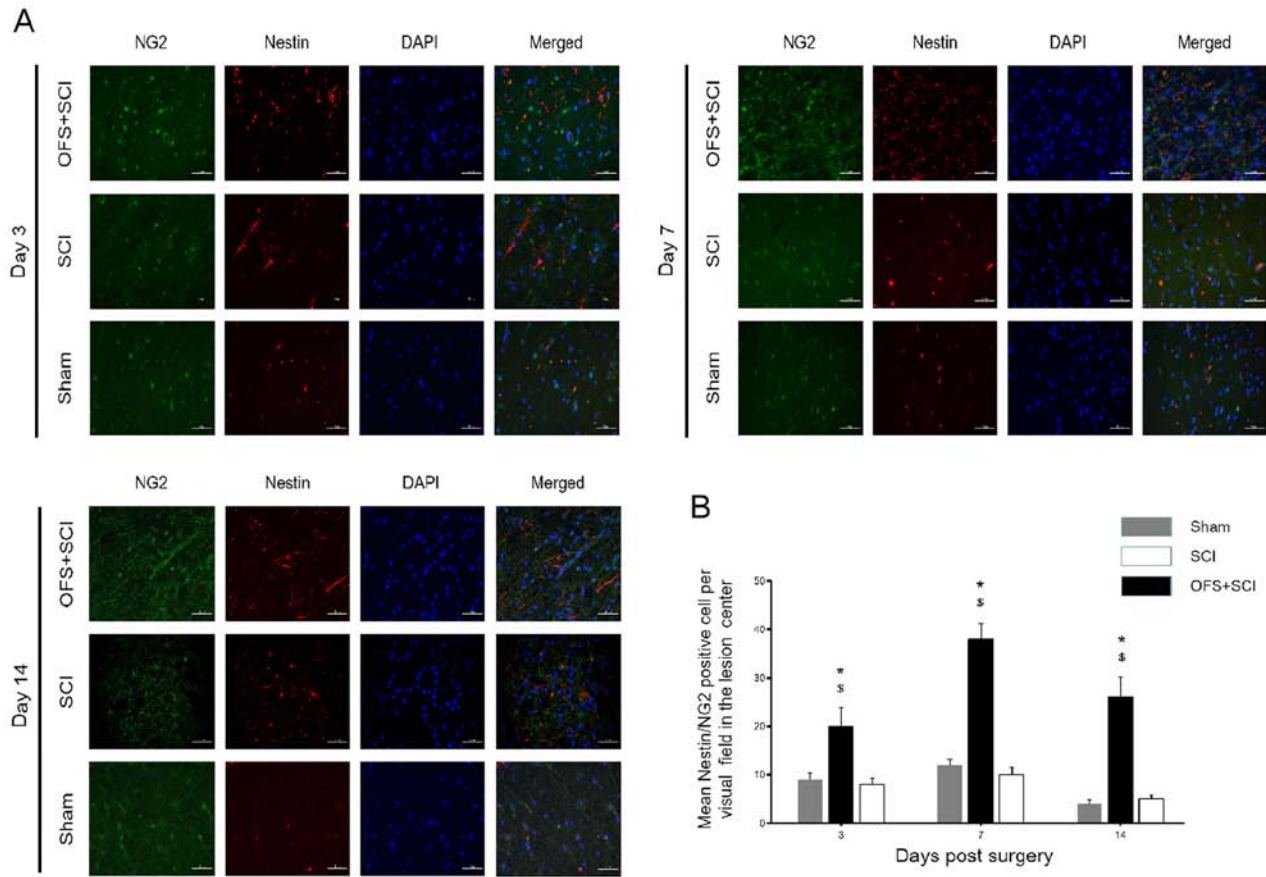 A
NG2 Nestin DAPI Merged
Day 3
OFS+SCI
SCI
Sham
NG2 Nestin DAPI Merged
Day 7
OFS+SCI
SCI
Sham
NG2 Nestin DAPI Merged
Day 14
OFS+SCI
SCI
Sham
B
Sham
SCI
OFS+SCI
Mean Nestin/NG2 positive cell per
visual field in the lesion center
50
40
30
20
10
0
* * *
$ $ $
3 7 14
Days post surgery